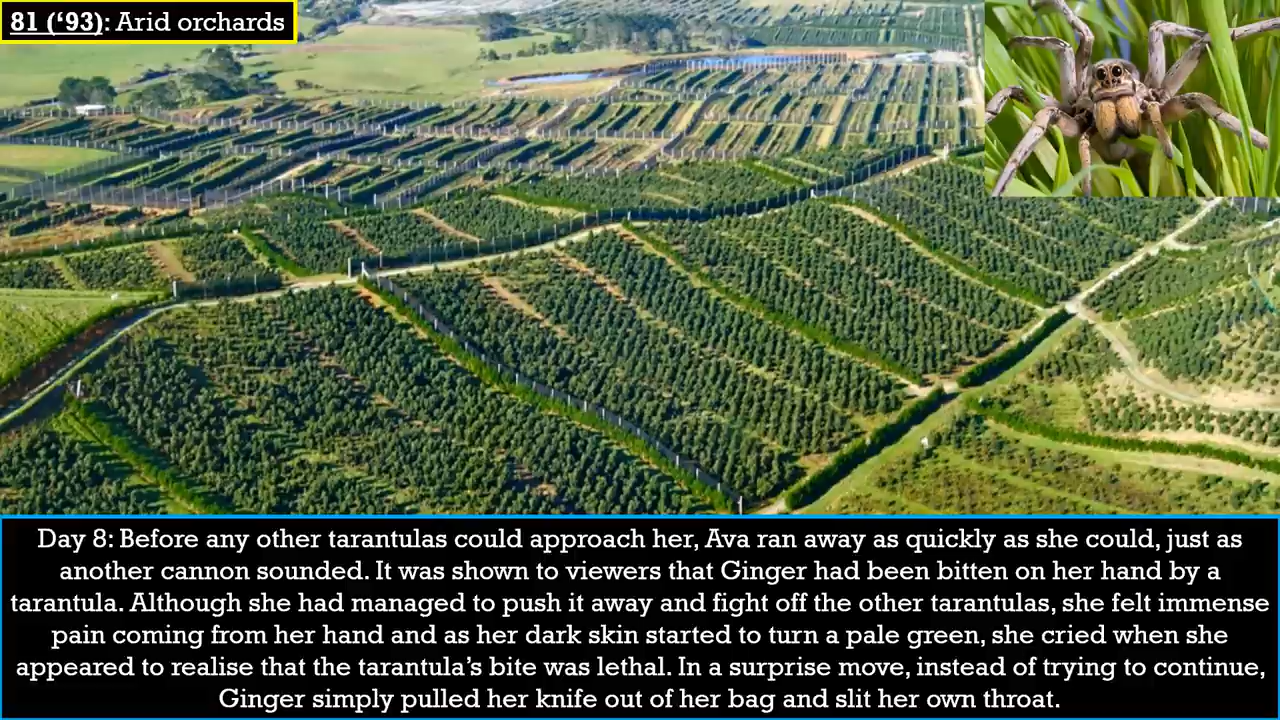 81 (‘93): Arid orchards
Day 8: Before any other tarantulas could approach her, Ava ran away as quickly as she could, just as
another cannon sounded. It was shown to viewers that Ginger had been bitten on her hand by a
tarantula. Although she had managed to push it away and fight off the other tarantulas, she felt immense
pain coming from her hand and as her dark skin started to turn a pale green, she cried when she
appeared to realise that the tarantula’s bite was lethal. In a surprise move, instead of trying to continue,
Ginger simply pulled her knife out of her bag and slit her own throat.